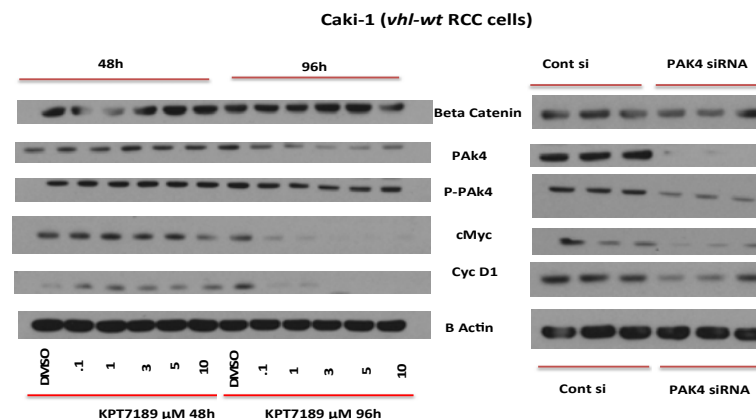 Caki-1 (vhl-wt RCC cells)
48h
96h
Cont si
PAK4 siRNA
Beta Catenin
PAk4
P-PAk4
cMyc
Cyc D1
B Actin
DMSO .1 1 3 5 10 DMSO .1 1 3 5 10
KPT7189 µM 48h
KPT7189 µM 96h
Cont si
PAK4 siRNA